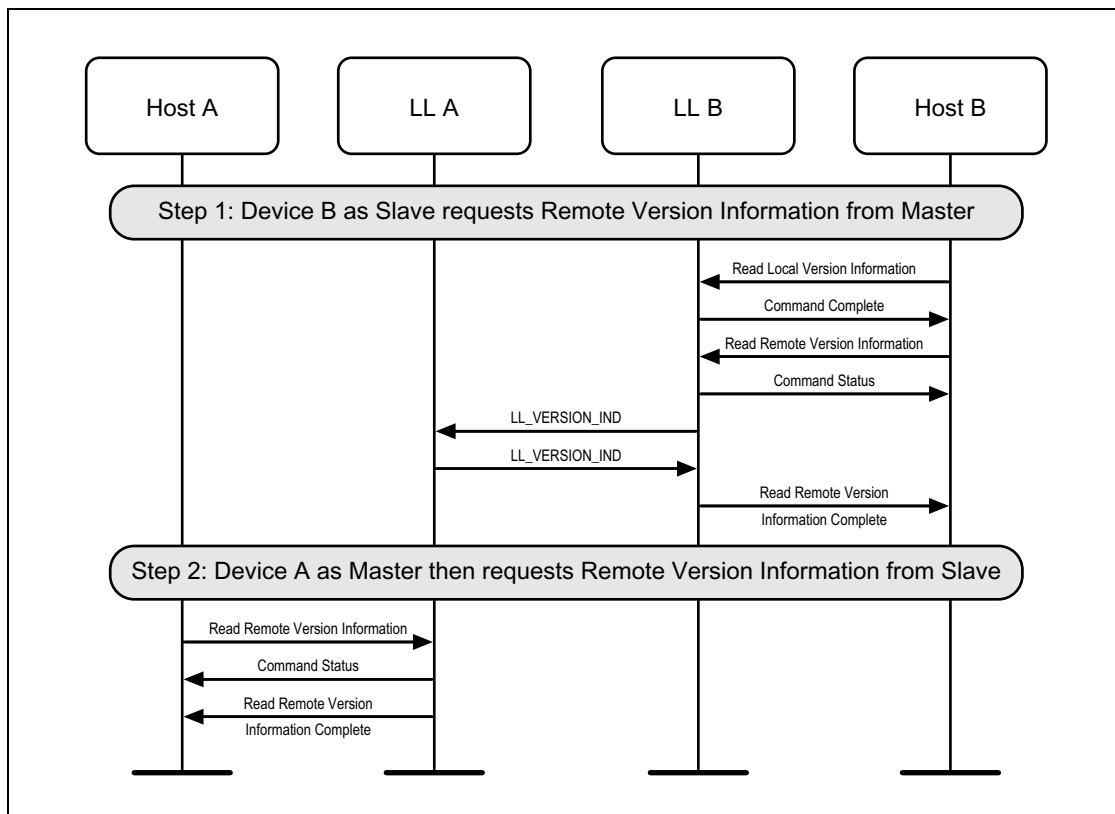 Host A
LL A
LL B
Host B
Step 1: Device B as Slave requests Remote Version Information from Master
Read Local Version Information
Command Complete
Read Remote Version Information
Command Status
LL_VERSION_IND
LL_VERSION_IND
Read Remote Version
Information Complete
Step 2: Device A as Master then requests Remote Version Information from Slave
Read Remote Version Information
Command Status
Read Remote Version
Information Complete